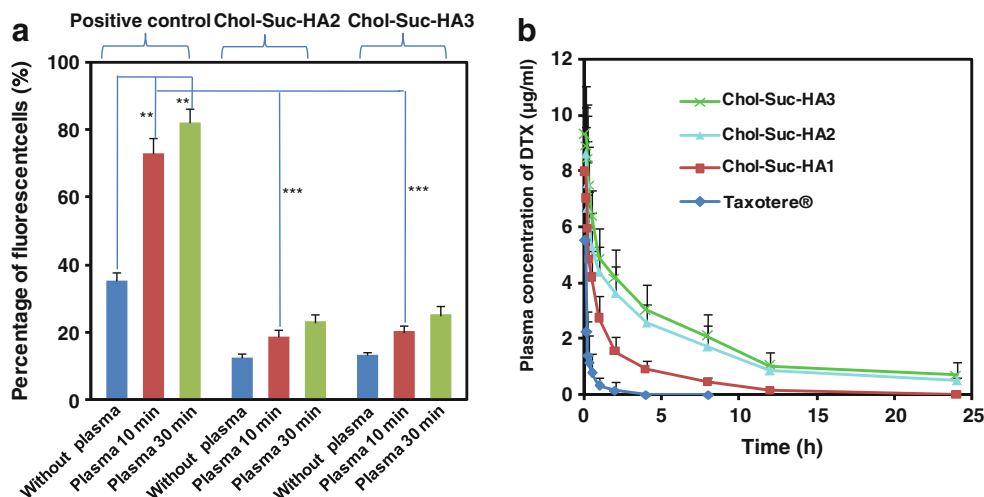 a
Positive control
Chol-Suc-HA2
Chol-Suc-HA3
Percentage of fluorescentcells (%)
100
80
60
40
20
0
**
**
***
***
Without plasma
Plasma 10 min
Plasma 30 min
Without plasma
Plasma 10 min
Plasma 30 min
Without plasma
Plasma 10 min
Plasma 30 min
b
Plasma concentration of DTX (µg/ml)
12
10
8
6
4
2
0
Chol-Suc-HA3
Chol-Suc-HA2
Chol-Suc-HA1
Taxotere®
0
5
10
15
20
25
Time (h)